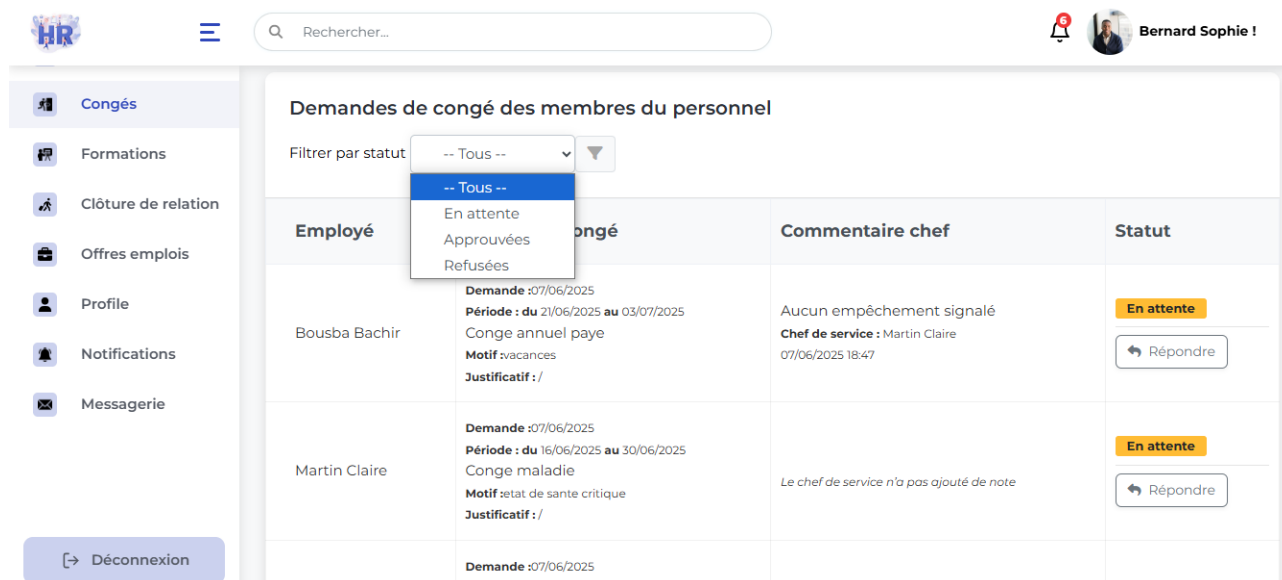 HR
Rechercher...
6
Bernard Sophie !
Congés
Formations
Clôture de relation
Offres emplois
Profile
Notifications
Messagerie
Déconnexion
Demandes de congé des membres du personnel
Filtrer par statut
-- Tous --
-- Tous --
En attente
Approuvées
Refusées
Employé
ongé
Commentaire chef
Statut
Bousba Bachir
Demande :07/06/2025
Période : du 21/06/2025 au 03/07/2025
Conge annuel paye
Motif :vacances
Justificatif : /
Aucun empêchement signalé
Chef de service : Martin Claire
07/06/2025 18:47
En attente
Répondre
Martin Claire
Demande :07/06/2025
Période : du 16/06/2025 au 30/06/2025
Conge maladie
Motif :etat de sante critique
Justificatif : /
Le chef de service n'a pas ajouté de note
En attente
Répondre
Demande :07/06/2025